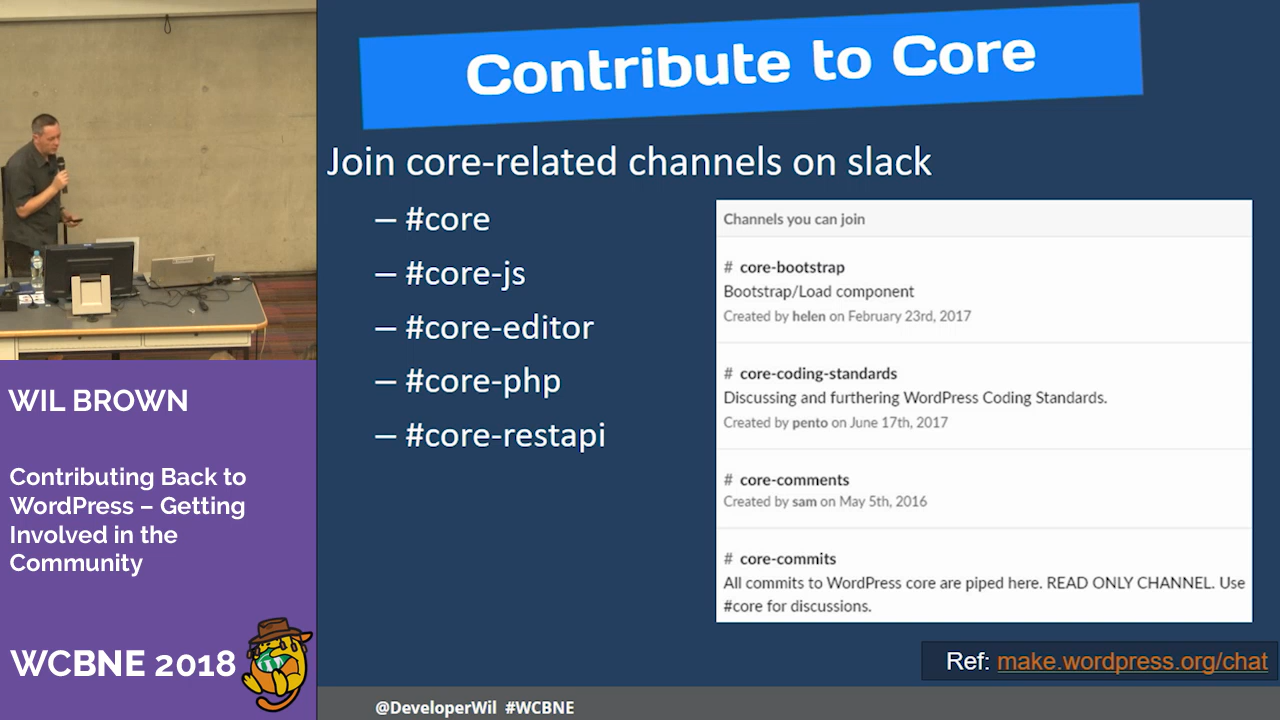 Contribute to Core
Join core-related channels on slack
– #core
– #core-js
– #core-editor
– #core-php
– #core-restapi
Channels you can join
# core-bootstrap
Bootstrap/Load component
Created by helen on February 23rd, 2017
# core-coding-standards
Discussing and furthering WordPress Coding Standards.
Created by pento on June 17th, 2017
# core-comments
Created by sam on May 5th, 2016
# core-commits
All commits to WordPress core are piped here. READ ONLY CHANNEL. Use
#core for discussions.
Ref: make.wordpress.org/chat
@DeveloperWil #WCBNE
WIL BROWN
Contributing Back to
WordPress – Getting
Involved in the
Community
WCBNE 2018